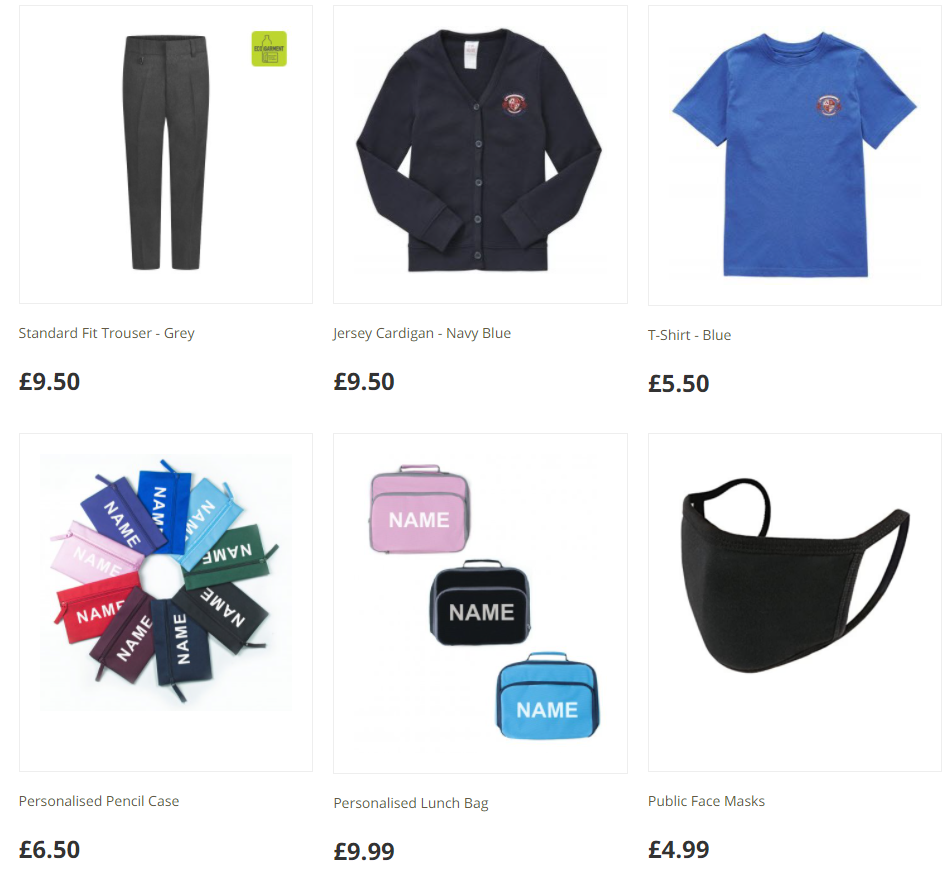 ECO GARMENT
Standard Fit Trouser - Grey
Jersey Cardigan - Navy Blue
T-Shirt - Blue
£9.50
£9.50
£5.50
NAME
NAME
NAME
NAME
NAME
NAME
NAME
NAME
NAME
NAME
NAME
NAME
NAME
Personalised Pencil Case
Personalised Lunch Bag
Public Face Masks
£6.50
£9.99
£4.99